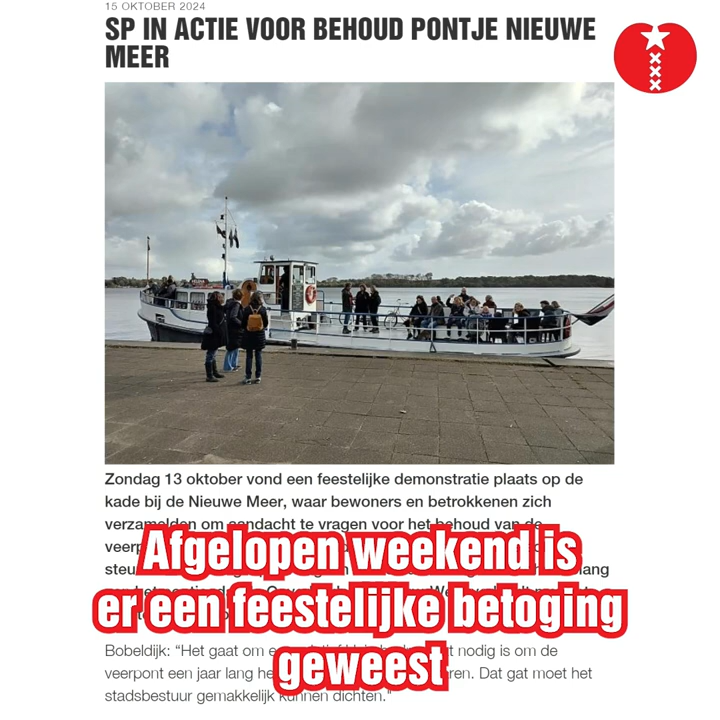 15 OKTOBER 2024
SP IN ACTIE VOOR BEHOUD PONTJE NIEUWE
MEER
Zondag 13 oktober vond een feestelijke demonstratie plaats op de
kade bij de Nieuwe Meer, waar bewoners en betrokkenen zich
verzamelden om aandacht te vragen voor het behoud van de
Afgelopen weekend is
er een feestelijke betoging
geweest
Bobeldijk: “Het gaat om nodig is om de
veerpont een jaar lang Dat gat moet het
stadsbestuur gemakkelijk kunnen dichten."